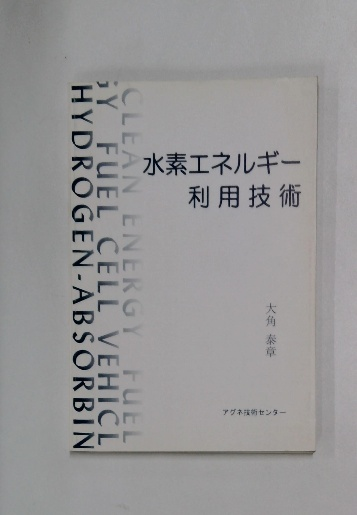 水素エネルギー
利用技術
大角 泰章
アグネ技術センター
CLEAN ENERGY FUEL
GY FUEL CELL VEHICL
HYDROGEN-ABSORBIN